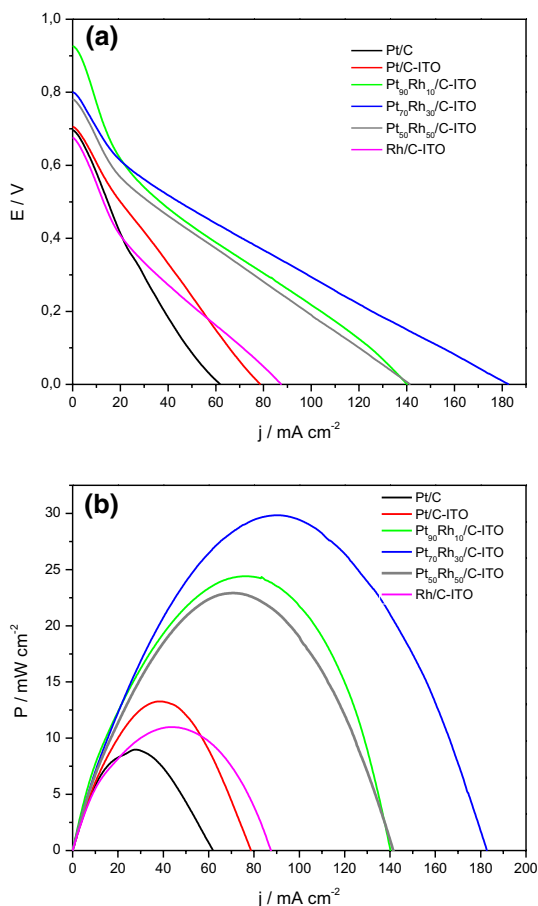 (a)
Pt/C
Pt/C-ITO
Pt₉₀Rh₁₀/C-ITO
Pt₇₀Rh₃₀/C-ITO
Pt₅₀Rh₅₀/C-ITO
Rh/C-ITO
E / V
1,0
0,8
0,6
0,4
0,2
0,0
0 20 40 60 80 100 120 140 160 180
j / mA cm⁻²
(b)
Pt/C
Pt/C-ITO
Pt₉₀Rh₁₀/C-ITO
Pt₇₀Rh₃₀/C-ITO
Pt₅₀Rh₅₀/C-ITO
Rh/C-ITO
P / mW cm⁻²
30
25
20
15
10
5
0
0 20 40 60 80 100 120 140 160 180 200
j / mA cm⁻²